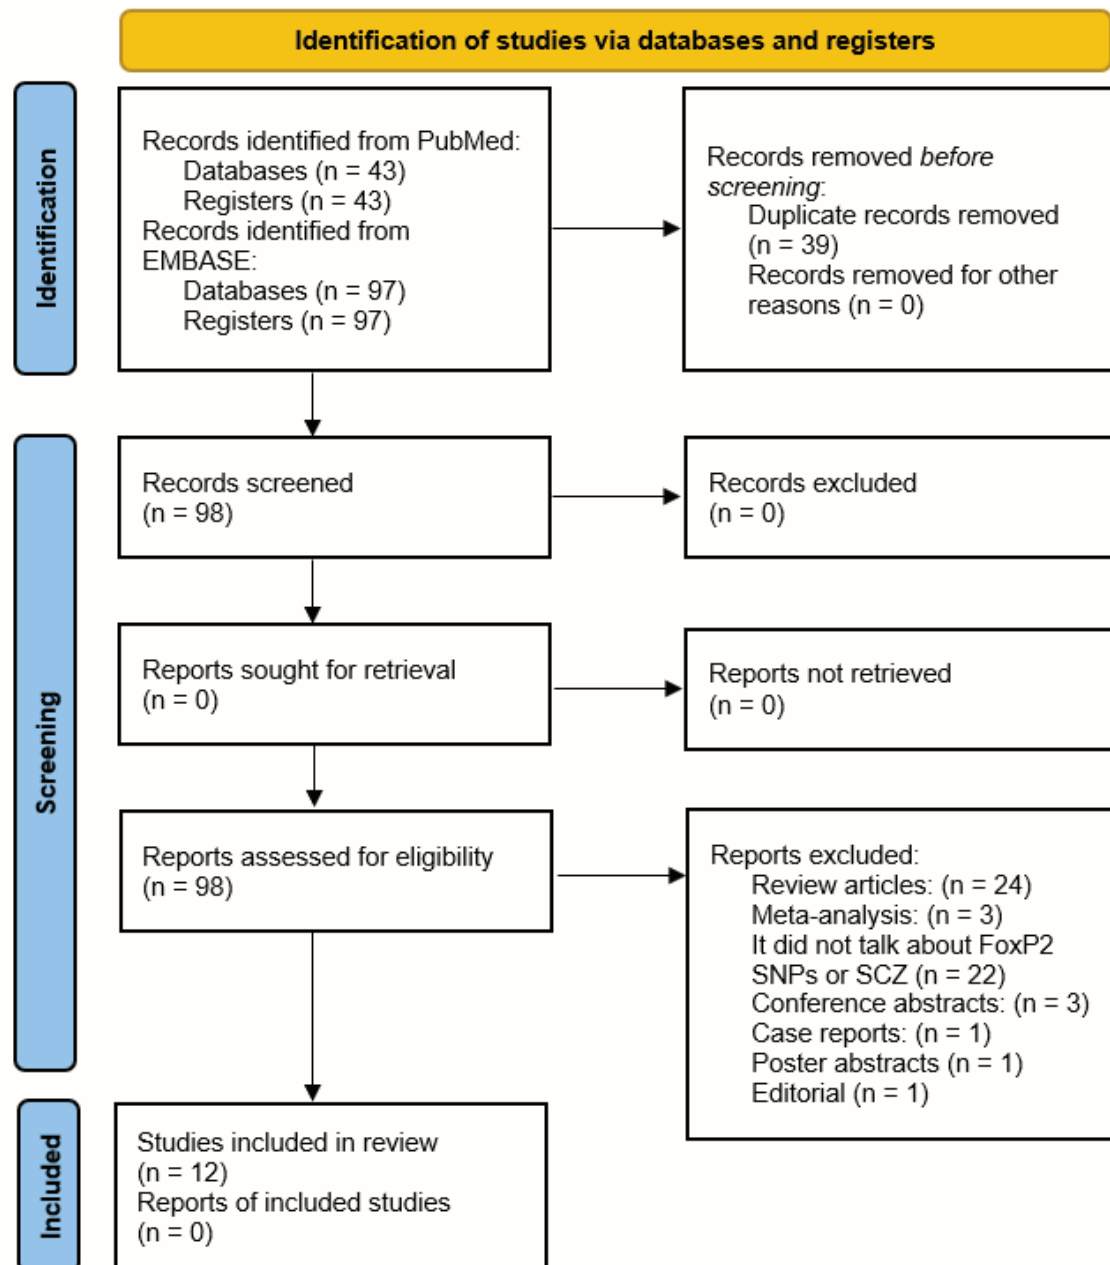 Identification of studies via databases and registers
Identification
Records identified from PubMed:
Databases (n = 43)
Registers (n = 43)
Records identified from
EMBASE:
Databases (n = 97)
Registers (n = 97)
Records removed before
screening:
Duplicate records removed
(n = 39)
Records removed for other
reasons (n = 0)
Screening
Records screened
(n = 98)
Records excluded
(n = 0)
Reports sought for retrieval
(n = 0)
Reports not retrieved
(n = 0)
Reports assessed for eligibility
(n = 98)
Reports excluded:
Review articles: (n = 24)
Meta-analysis: (n = 3)
It did not talk about FoxP2
SNPs or SCZ (n = 22)
Conference abstracts: (n = 3)
Case reports: (n = 1)
Poster abstracts (n = 1)
Editorial (n = 1)
Included
Studies included in review
(n = 12)
Reports of included studies
(n = 0)